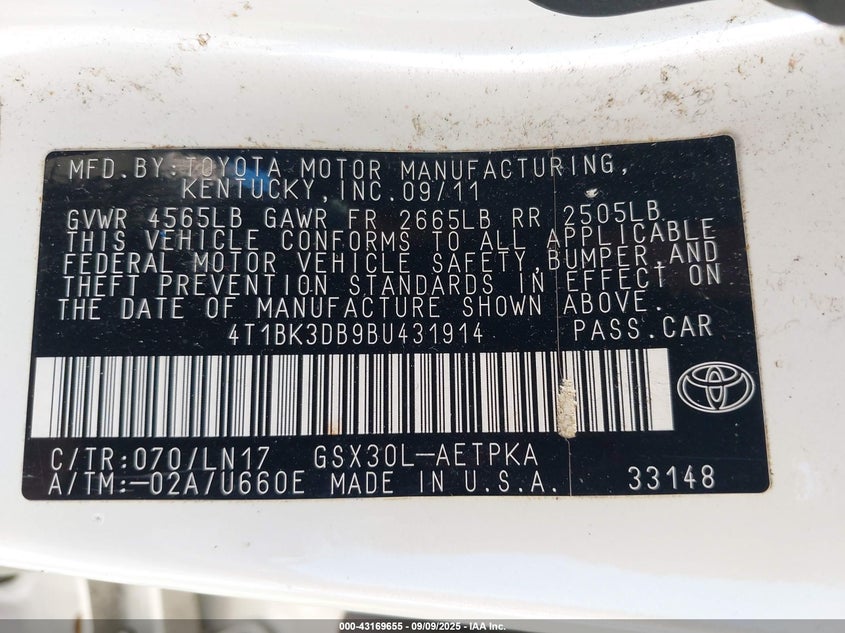 MFD.BY:TOYOTA MOTOR MANUFACTURING,
KENTUCKY,INC.09/11
GVWR 4565LB GAWR FR 2665LB RR 2505LB
THIS VEHICLE CONFORMS TO ALL APPLICABLE
FEDERAL MOTOR VEHICLE SAFETY,BUMPER,AND
THEFT PREVENTION STANDARDS IN EFFECT ON
THE DATE OF MANUFACTURE SHOWN ABOVE.
4T1BK3DB9BU431914 PASS.CAR
C/TR:070/LN17 GSX30L-AETPKA
A/TM:-02A/U660E MADE IN U.S.A. 33148
000-43169655 - 09/09/2025 - IAA Inc.